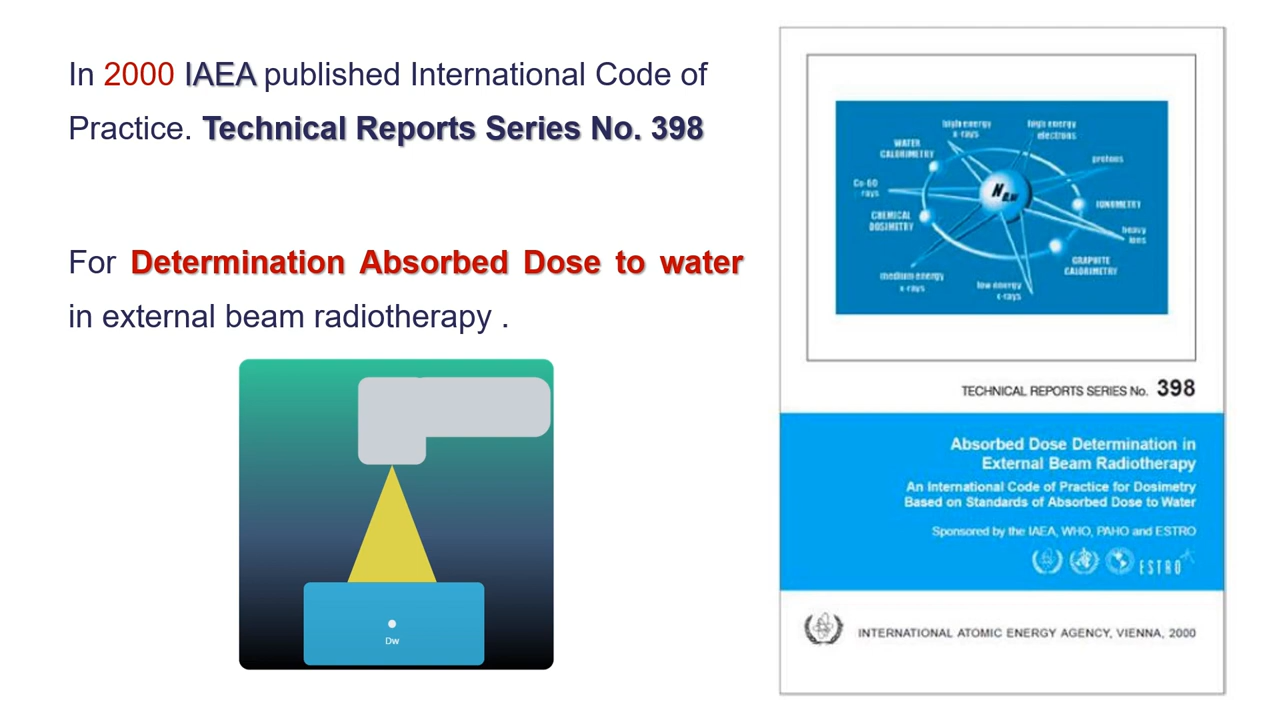 In 2000 IAEA published International Code of
Practice. Technical Reports Series No. 398
For Determination Absorbed Dose to water
in external beam radiotherapy .
Dw
high energy
x-rays
high energy
electrons
WATER
CALORIMETRY
protons
Co-60
rays
IONOMETRY
CHEMICAL
DOSIMETRY
heavy
ions
GRAPHITE
CALORIMETRY
medium energy
x-rays
low energy
x-rays
TECHNICAL REPORTS SERIES No. 398
Absorbed Dose Determination in
External Beam Radiotherapy
An International Code of Practice for Dosimetry
Based on Standards of Absorbed Dose to Water
Sponsored by the IAEA, WHO, PAHO and ESTRO
ESTRO
INTERNATIONAL ATOMIC ENERGY AGENCY, VIENNA, 2000